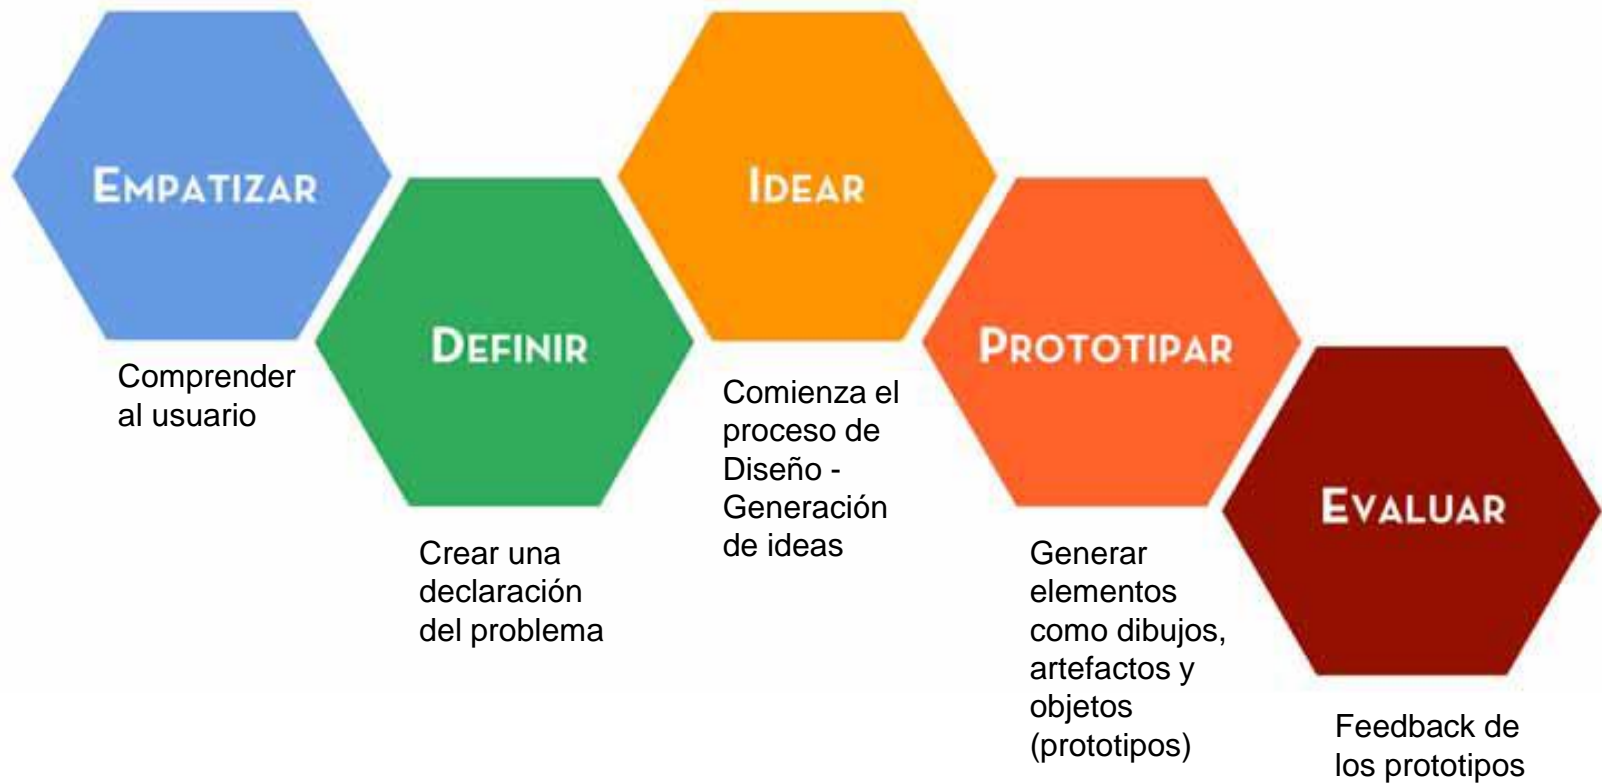 EMPATIZAR
Comprender
al usuario
DEFINIR
Crear una
declaración
del problema
IDEAR
Comienza el
proceso de
Diseño -
Generación
de ideas
PROTOTIPAR
Generar
elementos
como dibujos,
artefactos y
objetos
(prototipos)
EVALUAR
Feedback de
los prototipos